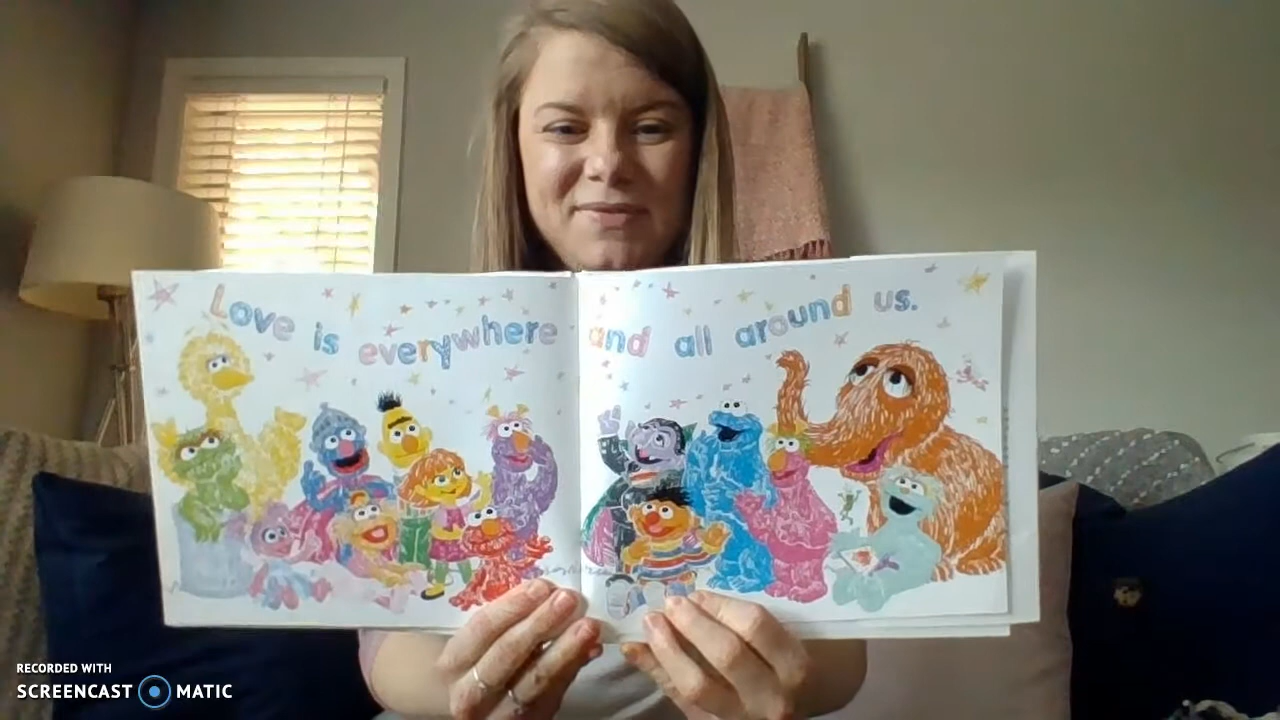 Love is everywhere and all around us.
RECORDED WITH
SCREENCAST MATIC